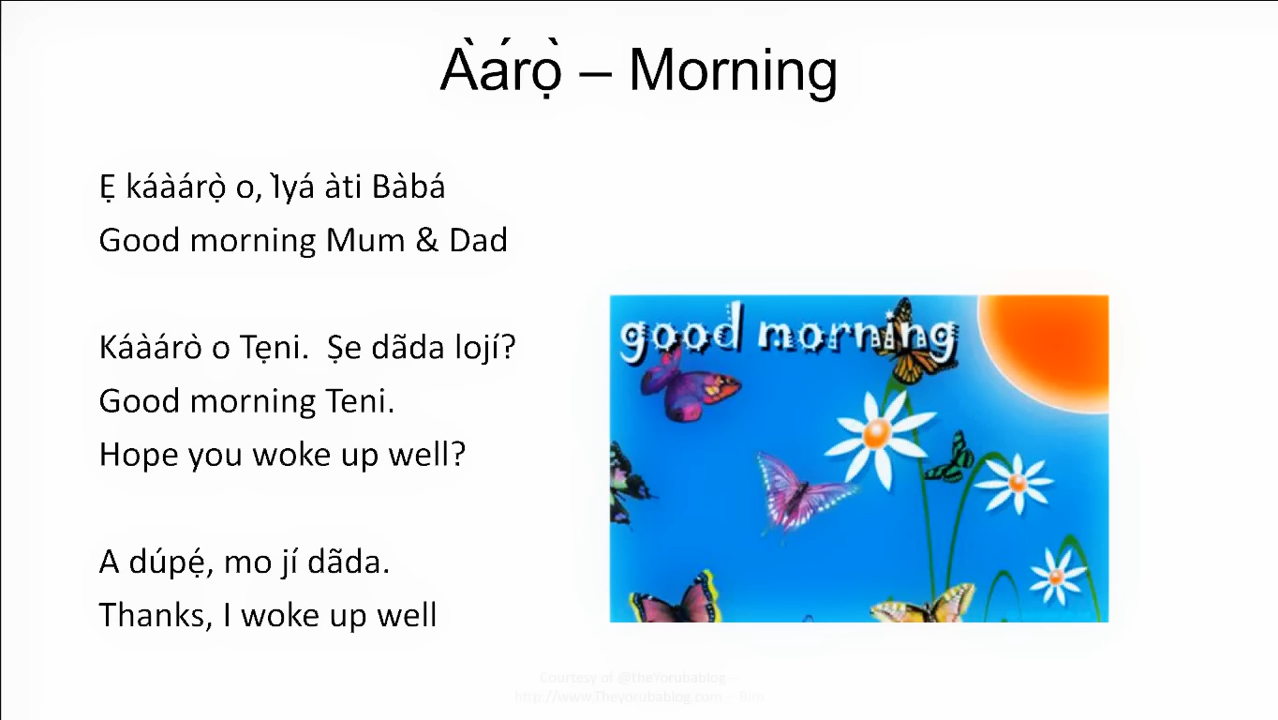 Àárọ̀ – Morning
Ẹ káàárọ̀ o, Ìyá àti Bàbá
Good morning Mum & Dad
Káàárò o Tẹni. Ṣe dãda lojí?
Good morning Teni.
Hope you woke up well?
A dúpẹ́, mo jí dãda.
Thanks, I woke up well
good morning
Courtesy of @theYorubablog -
http://www.Theyorubablog.com -